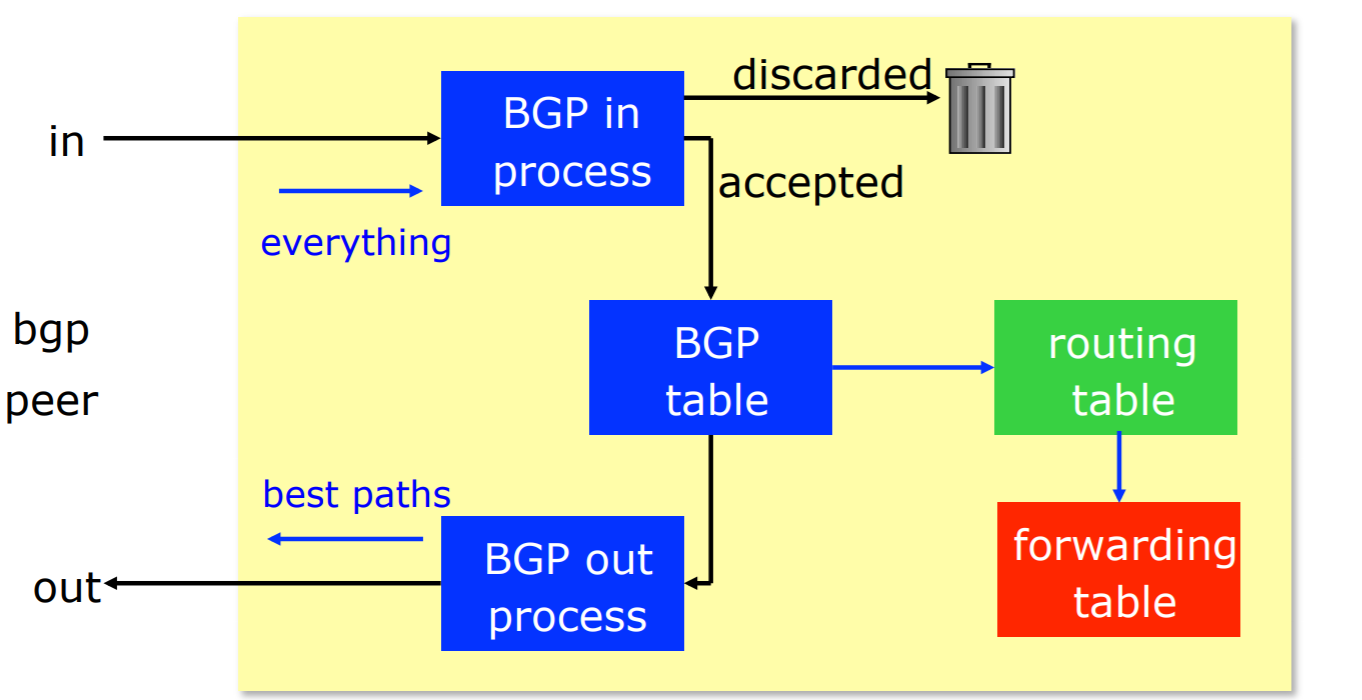 discarded
BGP in
process
in
accepted
everything
bgp
peer
BGP
table
routing
table
best paths
BGP out
process
out
forwarding
table